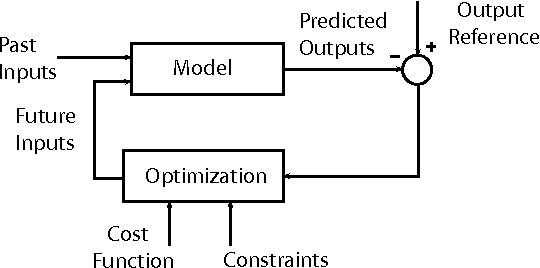 Past
Inputs
Model
Predicted
Outputs
−
+
Output
Reference
Future
Inputs
Optimization
Cost
Function
Constraints